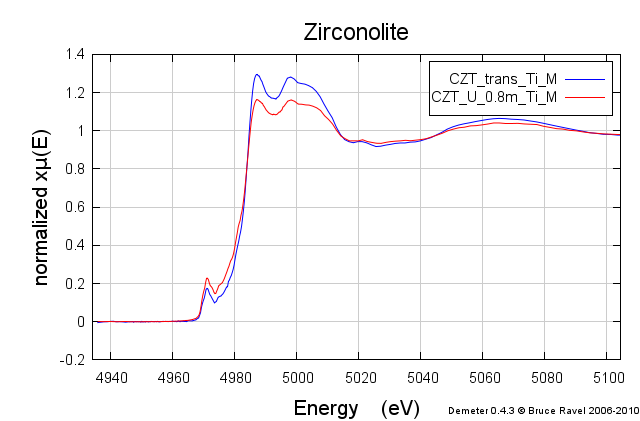 Zirconolite
1.4
1.2
1
0.8
0.6
0.4
0.2
0
-0.2
normalized xμ(E)
CZT_trans_Ti_M
CZT_U_0.8m_Ti_M
4940 4960 4980 5000 5020 5040 5060 5080 5100
Energy (eV)
Demeter 0.4.3 © Bruce Ravel 2006-2010